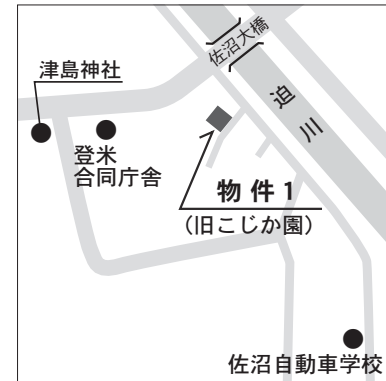 佐沼大橋
津島神社
迫川
登米
合同庁舎
物件1
(旧こじか園)
佐沼自動車学校